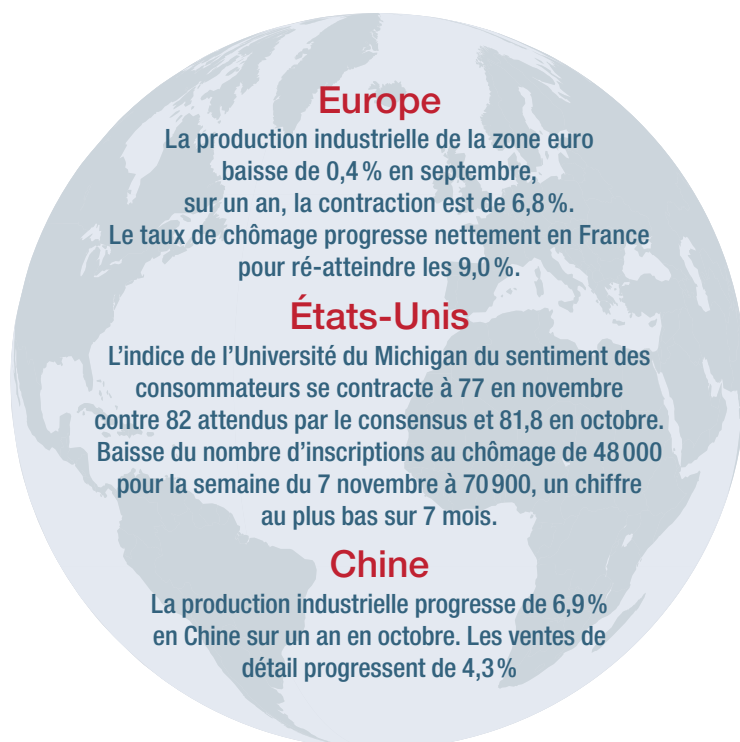 Europe
La production industrielle de la zone euro
baisse de 0,4 % en septembre,
sur un an, la contraction est de 6,8 %.
Le taux de chômage progresse nettement en France
pour ré-atteindre les 9,0 %.
États-Unis
L’indice de l’Université du Michigan du sentiment des
consommateurs se contracte à 77 en novembre
contre 82 attendus par le consensus et 81,8 en octobre.
Baisse du nombre d’inscriptions au chômage de 48 000
pour la semaine du 7 novembre à 70 900, un chiffre
au plus bas sur 7 mois.
Chine
La production industrielle progresse de 6,9 %
en Chine sur un an en octobre. Les ventes de
détail progressent de 4,3 %